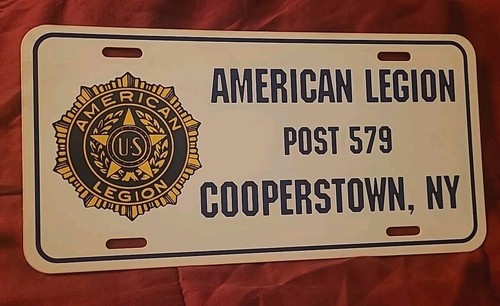 AMERICAN
U·S
LEGION
AMERICAN LEGION
POST 579
COOPERSTOWN, NY